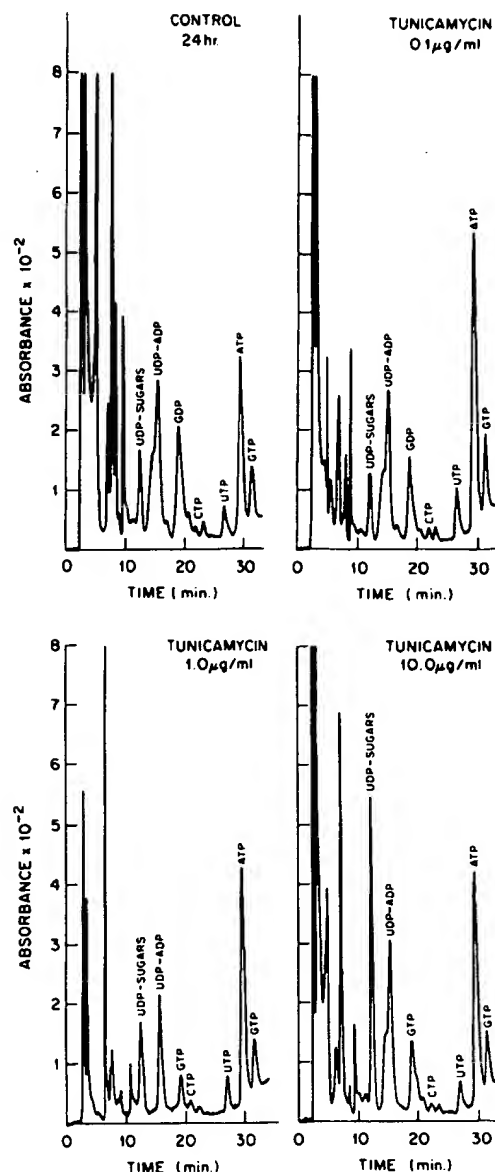 CONTROL
24hr.
8
7
6
5
4
3
2
1
ABSORBANCE x 10⁻²
UDP-SUGARS
UDP-ADP
GDP
CTP
UTP
ATP
GTP
0 10 20 30
TIME (min.)
TUNICAMYCIN
0.1µg/ml
UDP-SUGARS
UDP-ADP
GDP
CTP
UTP
ATP
GTP
0 10 20 30
TIME (min.)
TUNICAMYCIN
1.0µg/ml
8
7
6
5
4
3
2
1
ABSORBANCE x 10⁻²
UDP-SUGARS
UDP-ADP
GTP
CTP
UTP
ATP
GTP
0 10 20 30
TIME (min.)
TUNICAMYCIN
10.0µg/ml
UDP-SUGARS
UDP-ADP
GTP
CTP
UTP
ATP
GTP
0 10 20 30
TIME (min.)